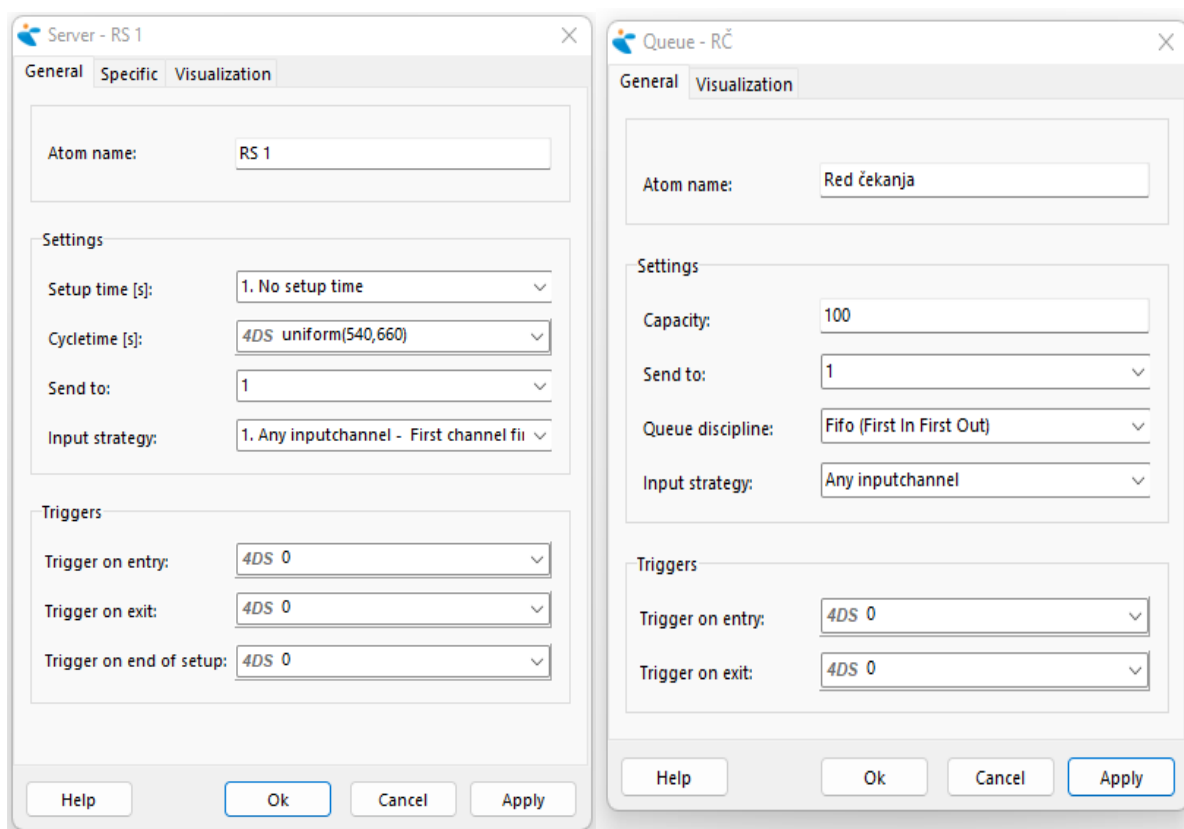 Server - RS 1
General Specific Visualization
Atom name: RS 1
Settings
Setup time [s]: 1. No setup time
Cycletime [s]: 4DS uniform(540,660)
Send to: 1
Input strategy: 1. Any inputchannel - First channel fir
Triggers
Trigger on entry: 4DS 0
Trigger on exit: 4DS 0
Trigger on end of setup: 4DS 0
Help Ok Cancel Apply
Queue - RČ
General Visualization
Atom name: Red čekanja
Settings
Capacity: 100
Send to: 1
Queue discipline: Fifo (First In First Out)
Input strategy: Any inputchannel
Triggers
Trigger on entry: 4DS 0
Trigger on exit: 4DS 0
Help Ok Cancel Apply